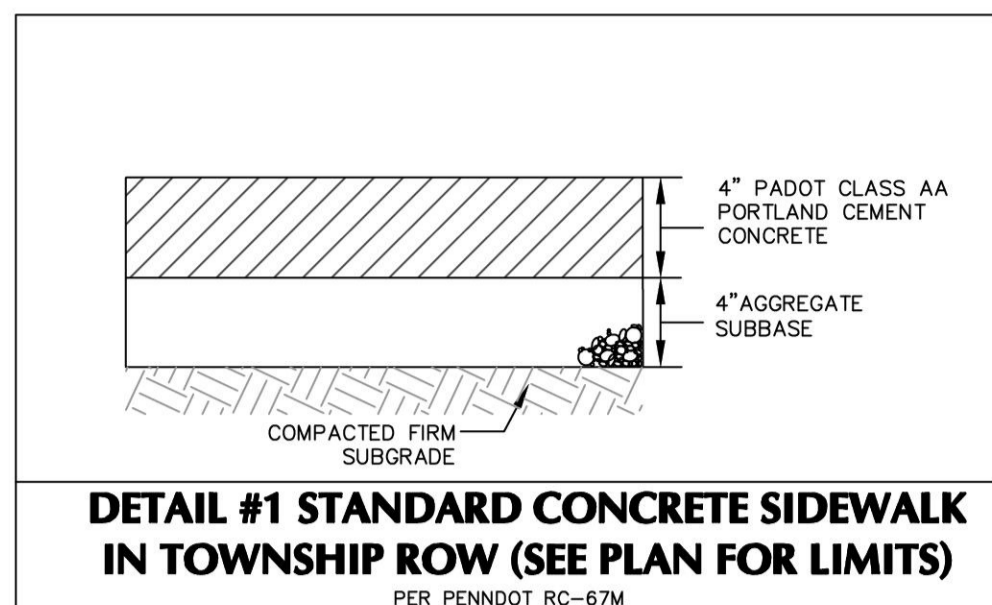 4" PADOT CLASS AA
PORTLAND CEMENT
CONCRETE
4"AGGREGATE
SUBBASE
COMPACTED FIRM
SUBGRADE
DETAIL #1 STANDARD CONCRETE SIDEWALK
IN TOWNSHIP ROW (SEE PLAN FOR LIMITS)
PER PENNDOT RC-67M